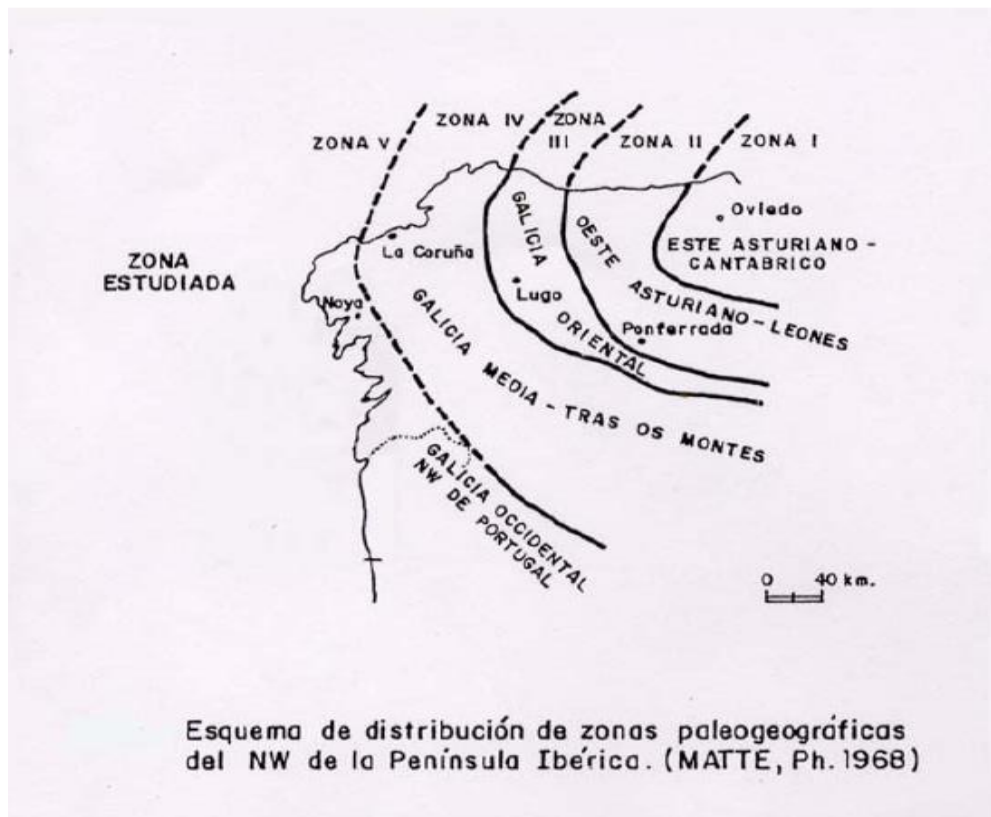 ZONA V
ZONA IV
ZONA
III
ZONA II
ZONA I
ZONA
ESTUDIADA
La Coruña
Noya
GALICIA
ORIENTAL
Lugo
OESTE
ASTURIANO-LEONES
Oviedo
ESTE ASTURIANO-
CANTABRICO
Ponferrada
GALICIA
MEDIA-TRAS OS MONTES
GALICIA OCCIDENTAL
NW DE PORTUGAL
0 40 km.
Esquema de distribución de zonas paleogeográficas
del NW de la Península Ibérica. (MATTE, Ph. 1968)